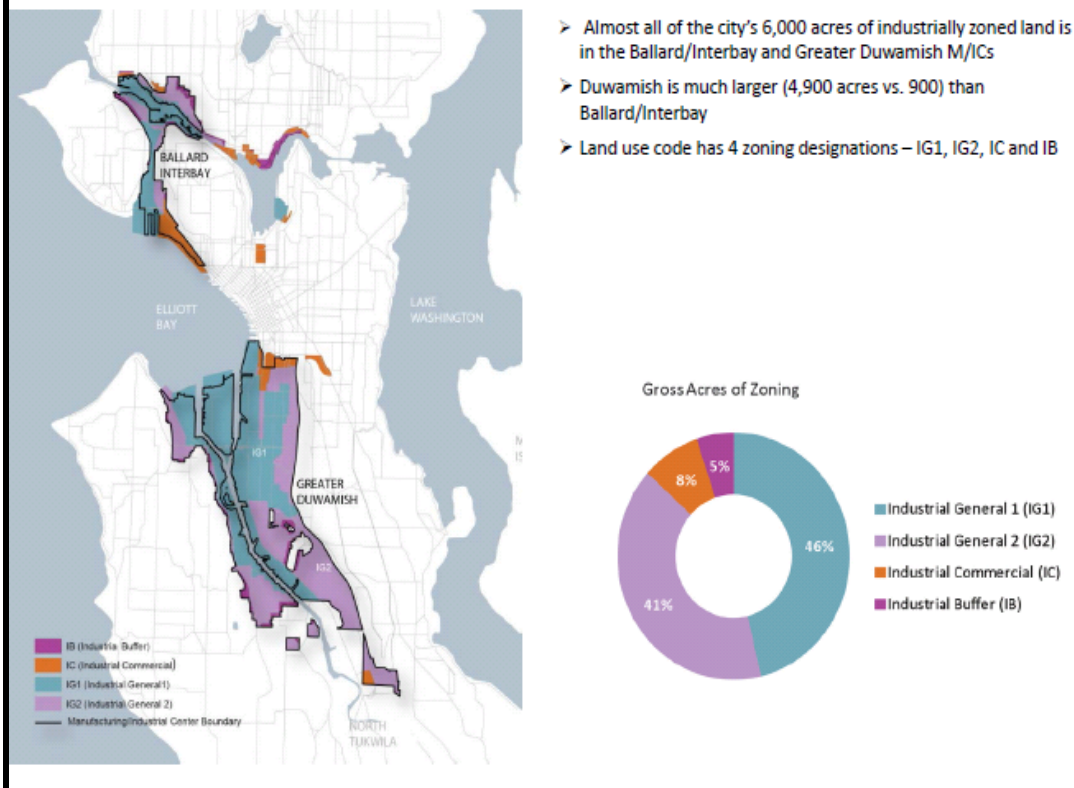 ➢ Almost all of the city's 6,000 acres of industrially zoned land is
in the Ballard/Interbay and Greater Duwamish M/ICs
➢ Duwamish is much larger (4,900 acres vs. 900) than
Ballard/Interbay
➢ Land use code has 4 zoning designations – IG1, IG2, IC and IB
BALLARD
INTERBAY
ELLIOTT
BAY
LAKE
WASHINGTON
IG1
GREATER
DUWAMISH
IG2
IB (Industrial Buffer)
IC (Industrial Commercial)
IG1 (Industrial General1)
IG2 (Industrial General 2)
Manufacturing/Industrial Center Boundary
NORTH
TUKWILA
Gross Acres of Zoning
5%
8%
46%
41%
Industrial General 1 (IG1)
Industrial General 2 (IG2)
Industrial Commercial (IC)
Industrial Buffer (IB)